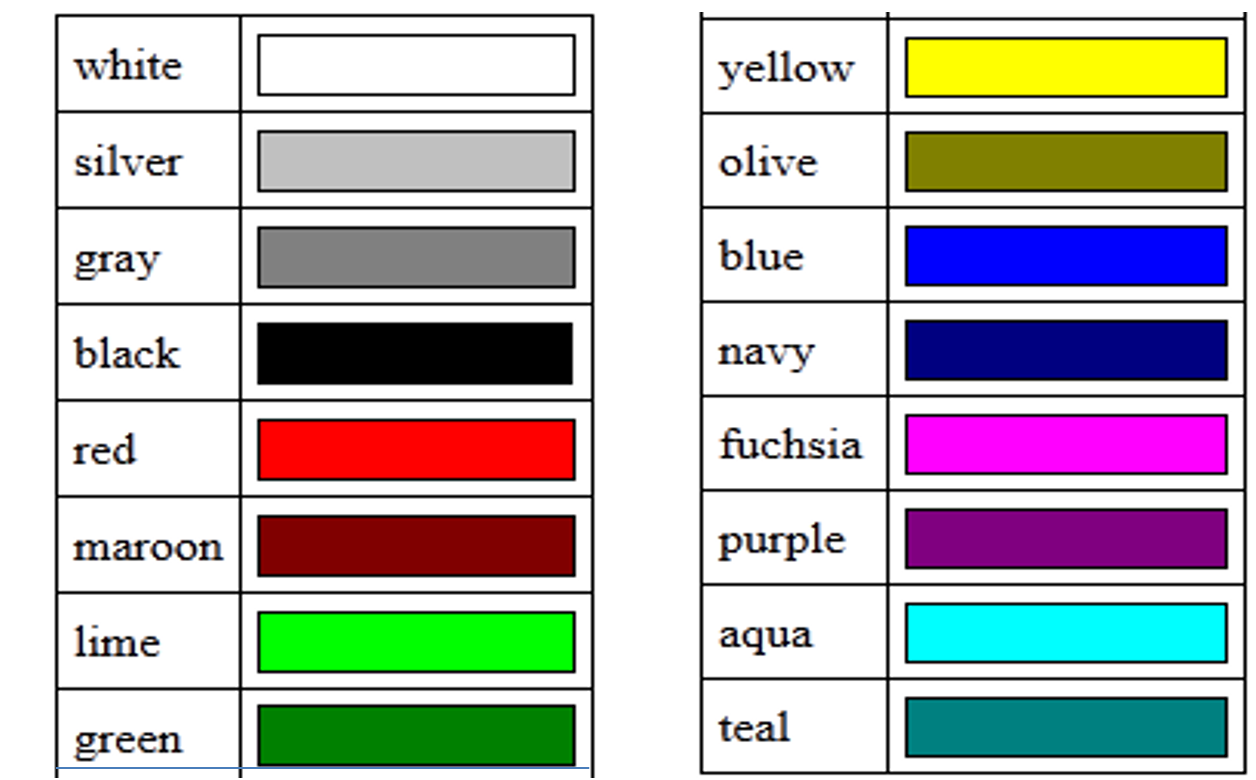 white
silver
gray
black
red
maroon
lime
green
yellow
olive
blue
navy
fuchsia
purple
aqua
teal